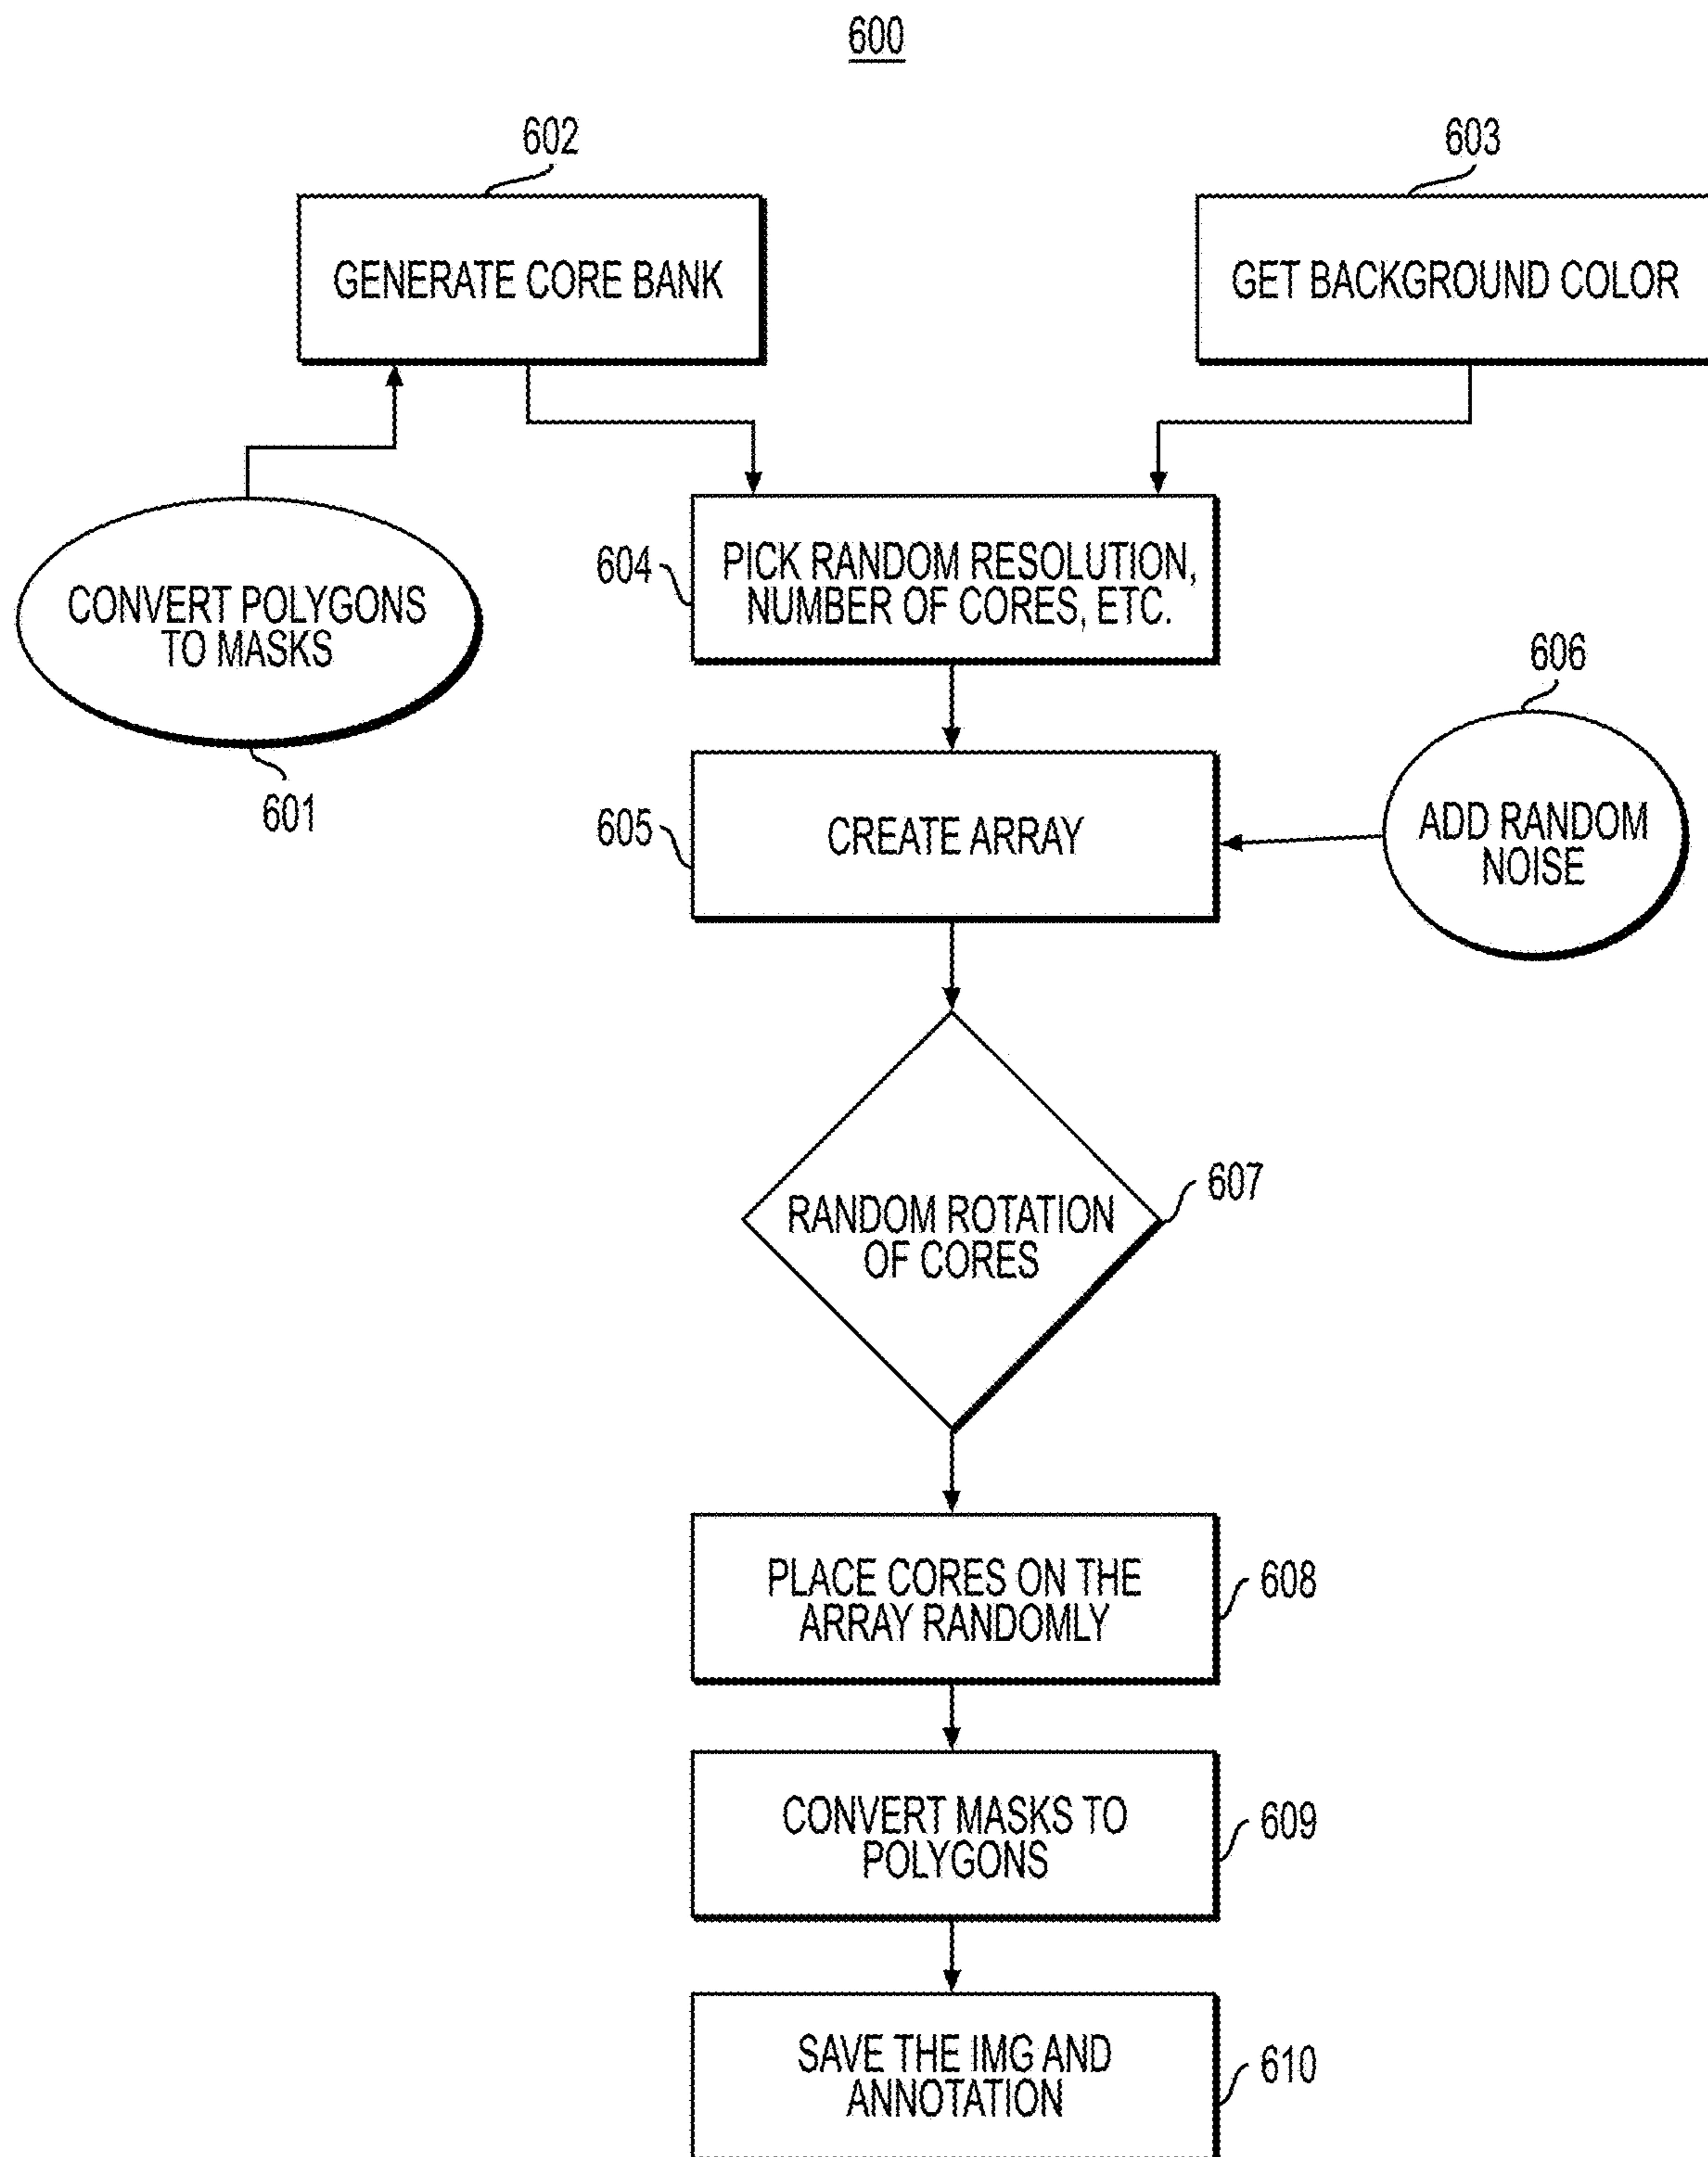 600
602
603
GENERATE CORE BANK
GET BACKGROUND COLOR
604
PICK RANDOM RESOLUTION,
NUMBER OF CORES, ETC.
CONVERT POLYGONS
TO MASKS
601
606
605
CREATE ARRAY
ADD RANDOM
NOISE
607
RANDOM ROTATION
OF CORES
PLACE CORES ON THE
ARRAY RANDOMLY
608
CONVERT MASKS TO
POLYGONS
609
SAVE THE IMG AND
ANNOTATION
610